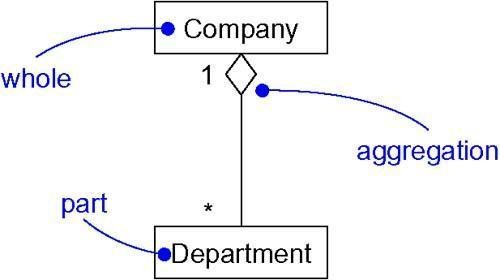 Company
whole
1
aggregation
part
*
Department